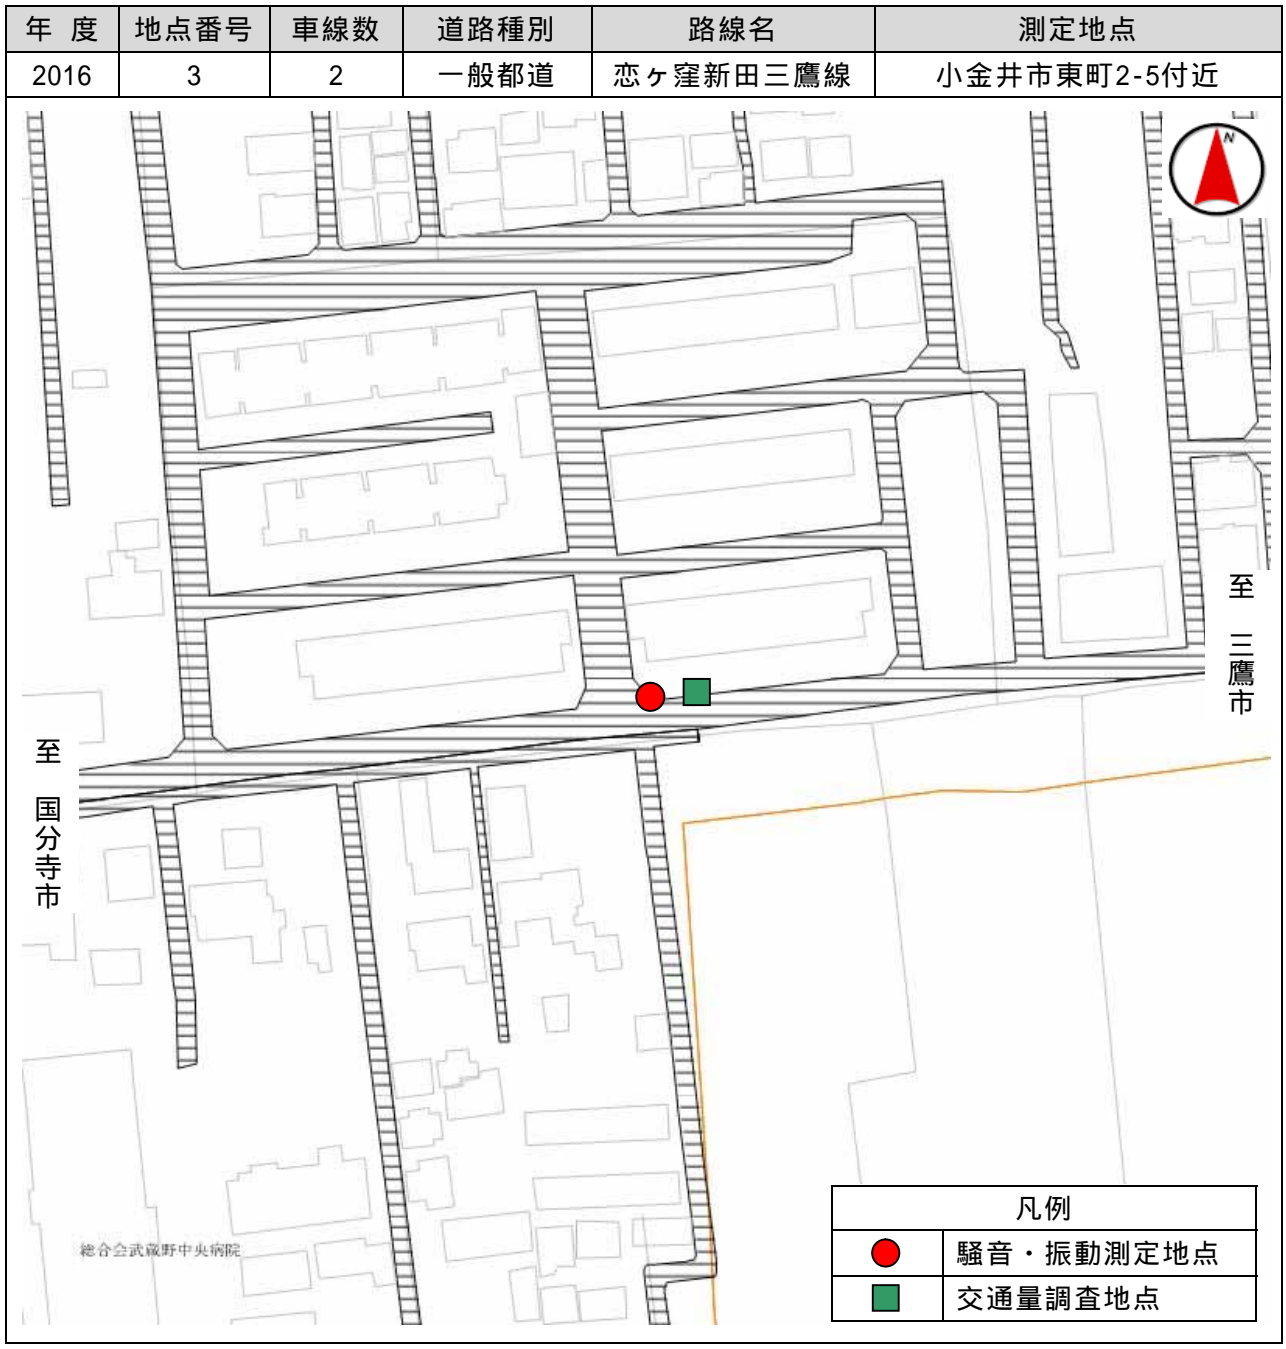 年 度 地点番号 車線数 道路種別 路線名 測定地点
2016 3 2 一般都道 恋ヶ窪新田三鷹線 小金井市東町2-5付近
N
至 三鷹市
至 国分寺市
総合会武蔵野中央病院
凡例
騒音・振動測定地点
交通量調査地点